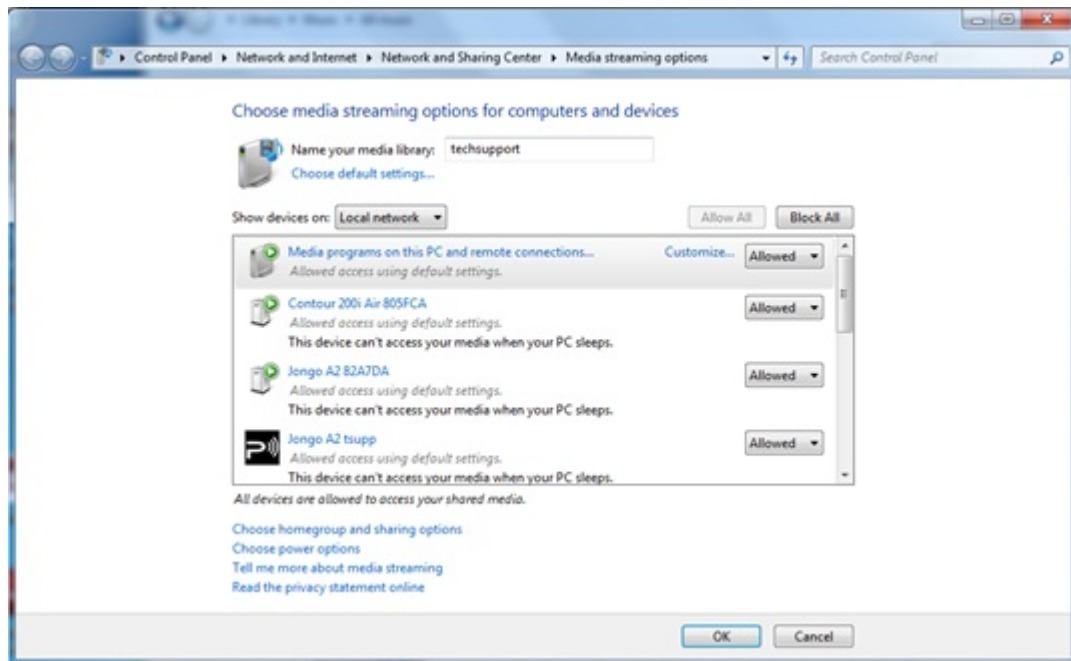 Control Panel ▸ Network and Internet ▸ Network and Sharing Center ▸ Media streaming options Search Control Panel
Choose media streaming options for computers and devices
Name your media library: techsupport
Choose default settings...
Show devices on: Local network Allow All Block All
Media programs on this PC and remote connections... Customize... Allowed
Allowed access using default settings.
Contour 200i Air 805FCA Allowed
Allowed access using default settings.
This device can't access your media when your PC sleeps.
Jongo A2 82A7DA Allowed
Allowed access using default settings.
This device can't access your media when your PC sleeps.
Jongo A2 tsupp Allowed
Allowed access using default settings.
This device can't access your media when your PC sleeps.
All devices are allowed to access your shared media.
Choose homegroup and sharing options
Choose power options
Tell me more about media streaming
Read the privacy statement online
OK Cancel